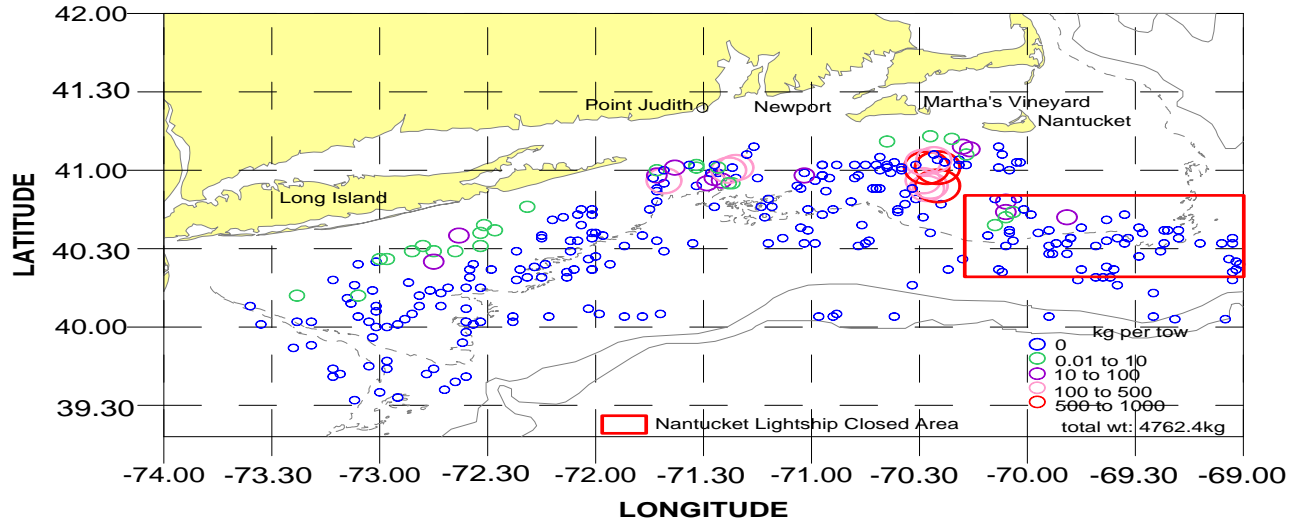 42.00
41.30
41.00
40.30
40.00
39.30
LATITUDE
Point Judith
Newport
Martha's Vineyard
Nantucket
Long Island
kg per tow
0
0.01 to 10
10 to 100
100 to 500
500 to 1000
total wt: 4762.4kg
Nantucket Lightship Closed Area
-74.00 -73.30 -73.00 -72.30 -72.00 -71.30 -71.00 -70.30 -70.00 -69.30 -69.00
LONGITUDE